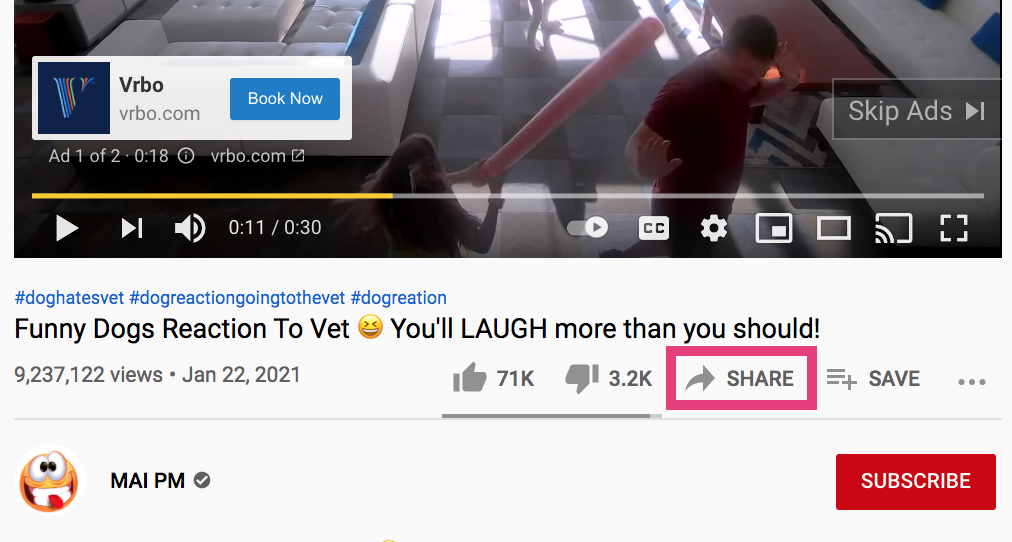 Vrbo
vrbo.com
Book Now
Skip Ads
Ad 1 of 2 · 0:18 vrbo.com
0:11 / 0:30
CC
#doghatesvet #dogreactiongoingtothevet #dogreation
Funny Dogs Reaction To Vet 😆 You'll LAUGH more than you should!
9,237,122 views • Jan 22, 2021
71K
3.2K
SHARE
SAVE
MAI PM
SUBSCRIBE